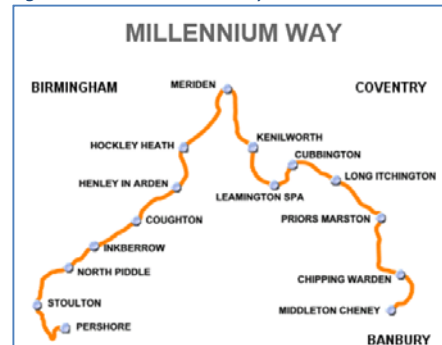 MILLENNIUM WAY
BIRMINGHAM
MERIDEN
COVENTRY
HOCKLEY HEATH
KENILWORTH
CUBBINGTON
HENLEY IN ARDEN
LONG ITCHINGTON
LEAMINGTON SPA
COUGHTON
PRIORS MARSTON
INKBERROW
NORTH PIDDLE
CHIPPING WARDEN
STOULTON
MIDDLETON CHENEY
PERSHORE
BANBURY